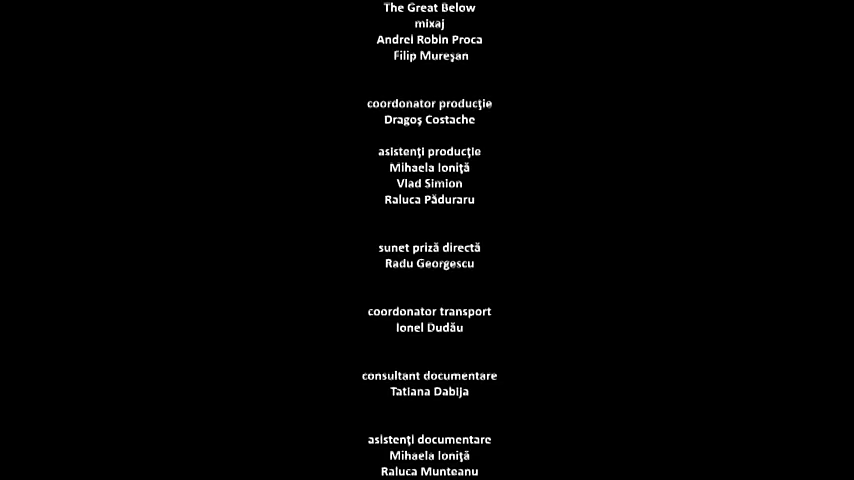 The Great Below
mixaj
Andrei Robin Proca
Filip Mureşan
coordonator producţie
Dragoş Costache
asistenţi producţie
Mihaela Ioniţă
Vlad Simion
Raluca Păduraru
sunet priză directă
Radu Georgescu
coordonator transport
Ionel Dudău
consultant documentare
Tatiana Dabija
asistenţi documentare
Mihaela Ioniţă
Raluca Munteanu